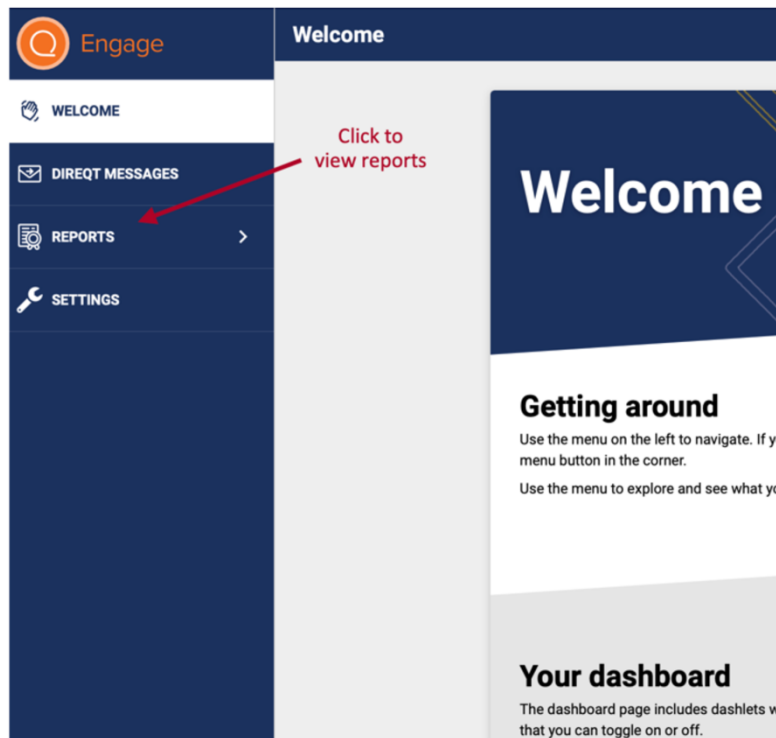 Engage
Welcome
WELCOME
DIREQT MESSAGES
REPORTS
SETTINGS
Click to
view reports
Welcome
Getting around
Use the menu on the left to navigate. If
menu button in the corner.
Use the menu to explore and see what
Your dashboard
The dashboard page includes dashlets
that you can toggle on or off.